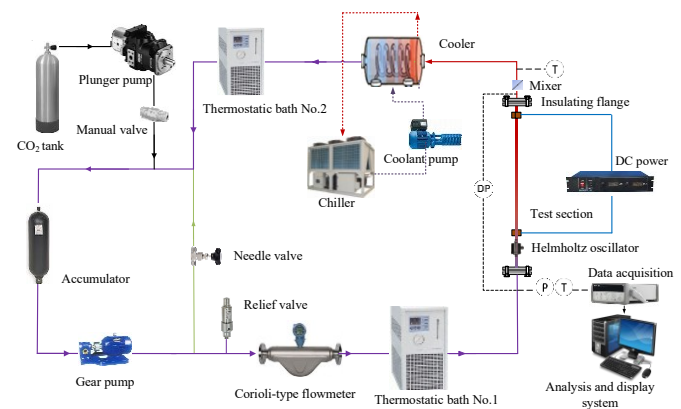 Cooler
T
Plunger pump
Mixer
Thermostatic bath No.2
Insulating flange
Manual valve
CO2 tank
Coolant pump
DC power
DP
Chiller
Test section
Helmholtz oscillator
Needle valve
Data acquisition
Accumulator
P
T
Relief valve
Gear pump
Corioli-type flowmeter
Thermostatic bath No.1
Analysis and display
system